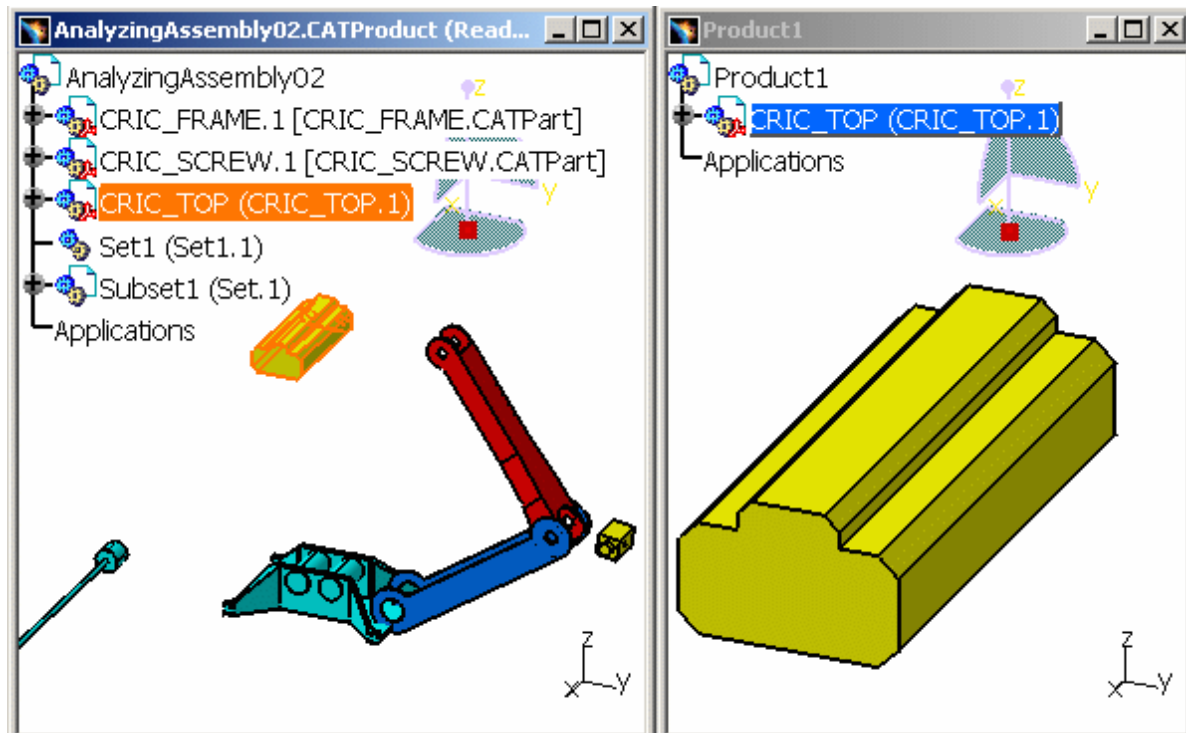 AnalyzingAssembly02.CATProduct (Read...
AnalyzingAssembly02
CRIC_FRAME.1 [CRIC_FRAME.CATPart]
CRIC_SCREW.1 [CRIC_SCREW.CATPart]
CRIC_TOP (CRIC_TOP.1)
Set1 (Set1.1)
Subset1 (Set.1)
Applications
z
y
x
z
x
y
Product1
Product1
CRIC_TOP (CRIC_TOP.1)
Applications
z
y
x
z
x
y